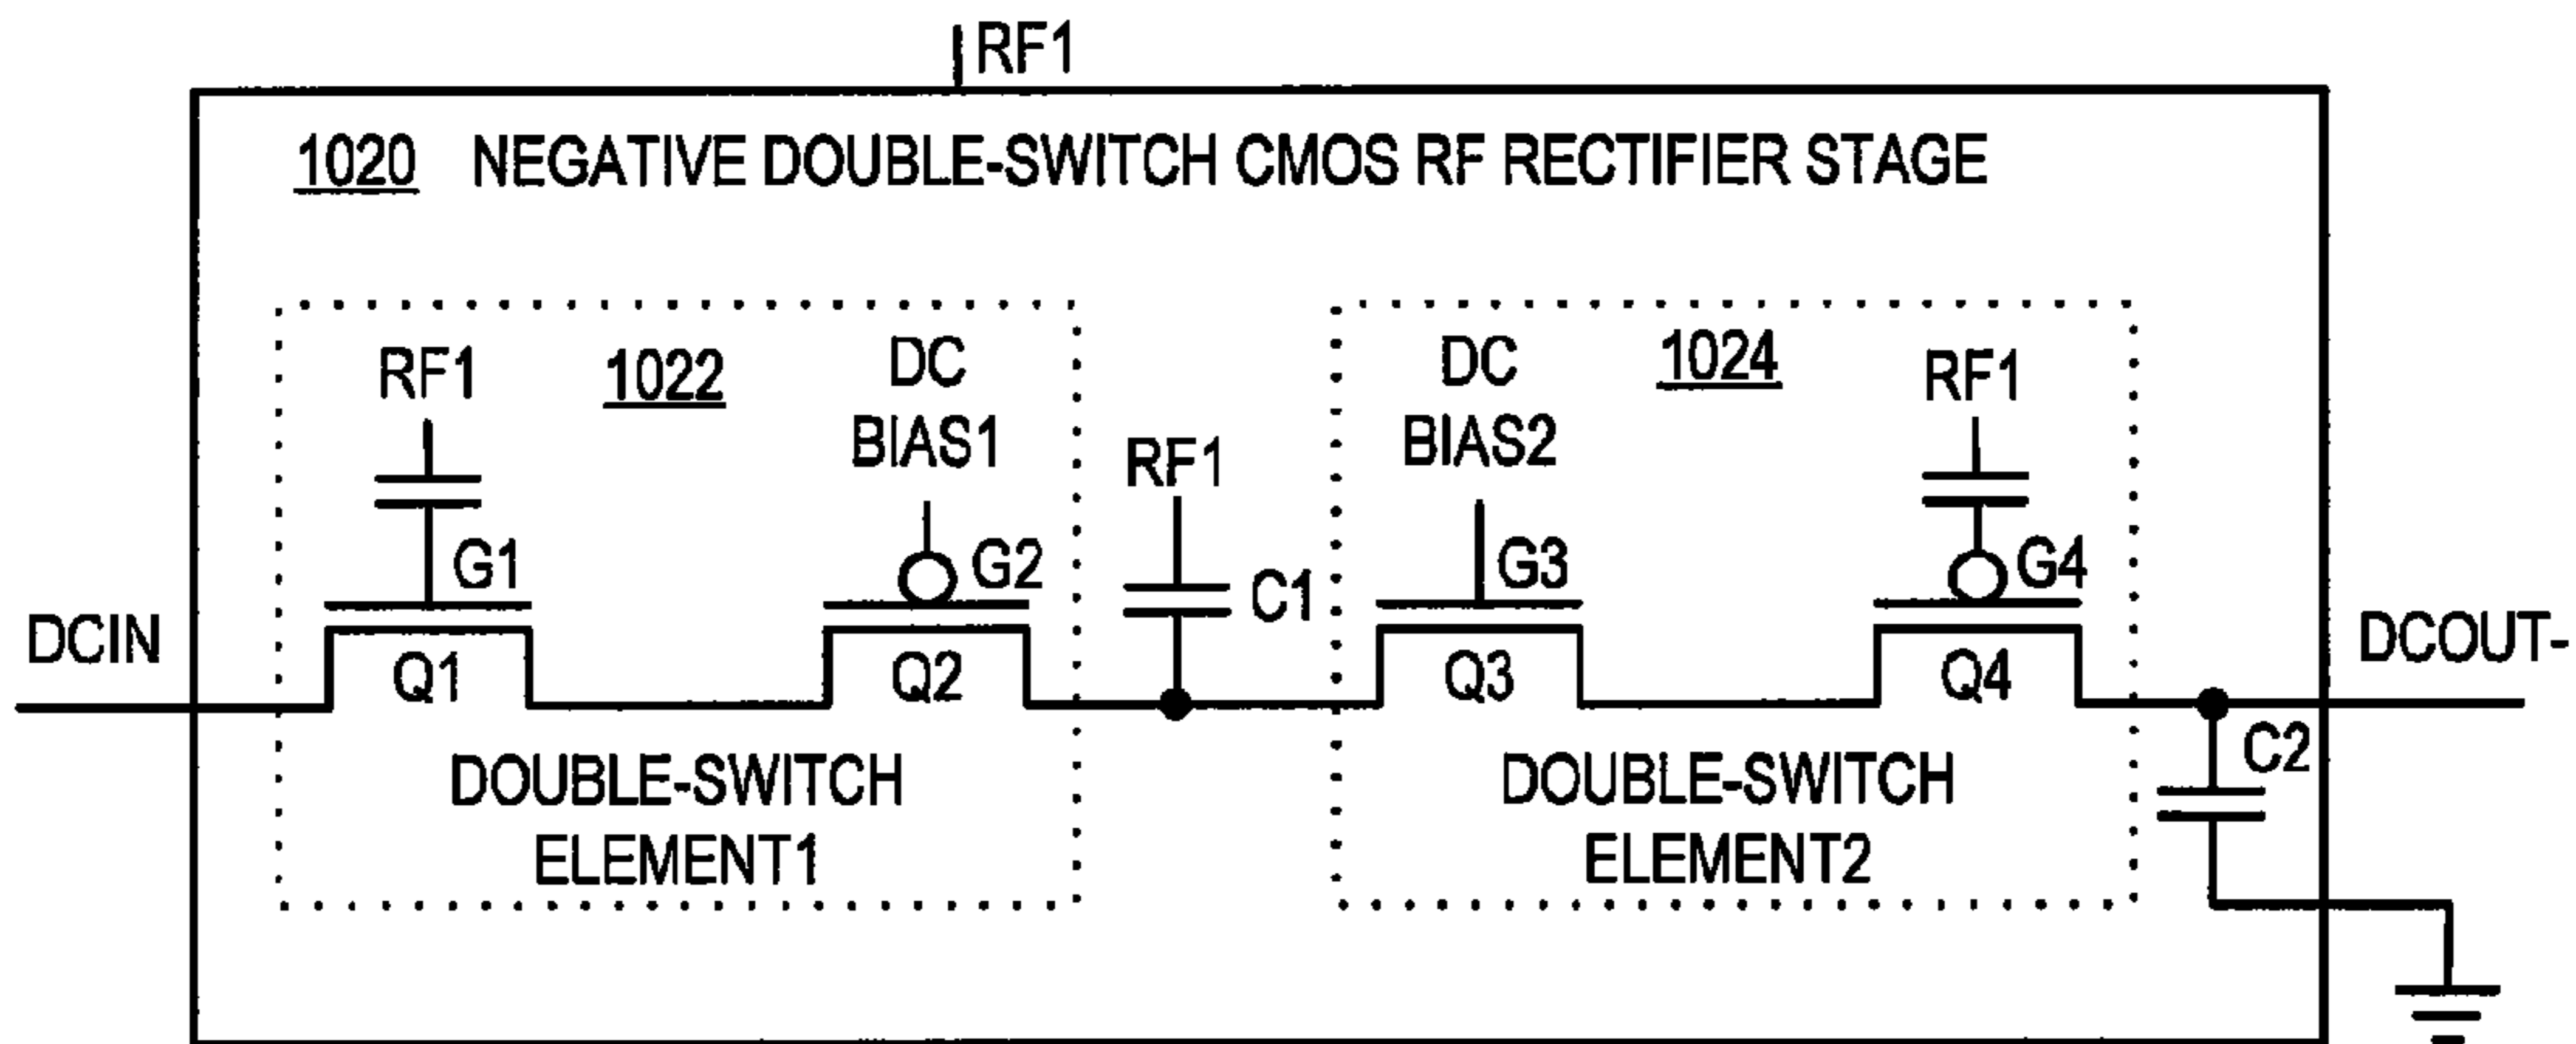 RF1
1020 NEGATIVE DOUBLE-SWITCH CMOS RF RECTIFIER STAGE
RF1
1022
DC
BIAS1
G1
G2
Q1
Q2
DOUBLE-SWITCH
ELEMENT1
DCIN
RF1
C1
DC
BIAS2
1024
RF1
G3
G4
Q3
Q4
DOUBLE-SWITCH
ELEMENT2
DCOUT-
C2